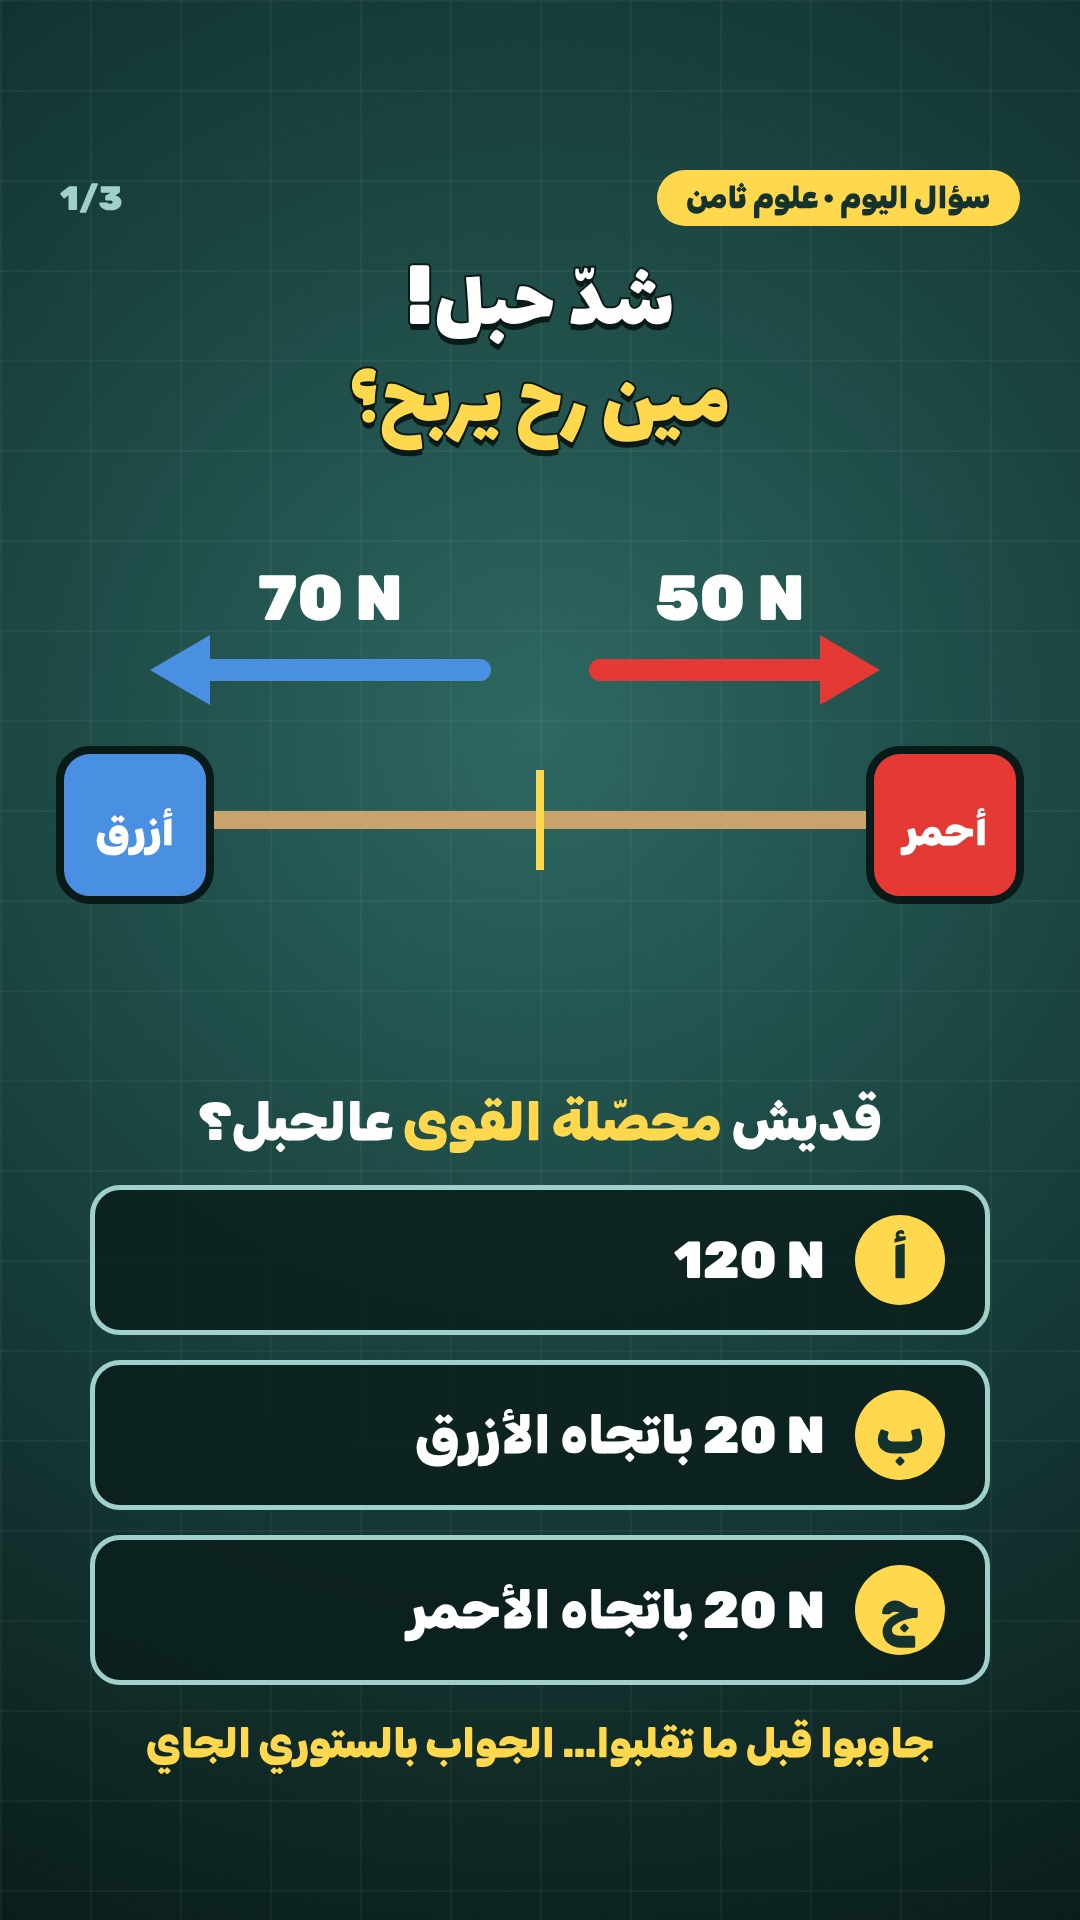 سؤال اليوم • علوم ثامن
1/3
شدّ حبل!
مين رح يربح؟
70 N
50 N
أزرق
أحمر
قديش محصّلة القوى عالحبل؟
أ
120 N
ب
20 N باتجاه الأزرق
ج
20 N باتجاه الأحمر
جاوبوا قبل ما تقلبوا... الجواب بالستوري الجاي